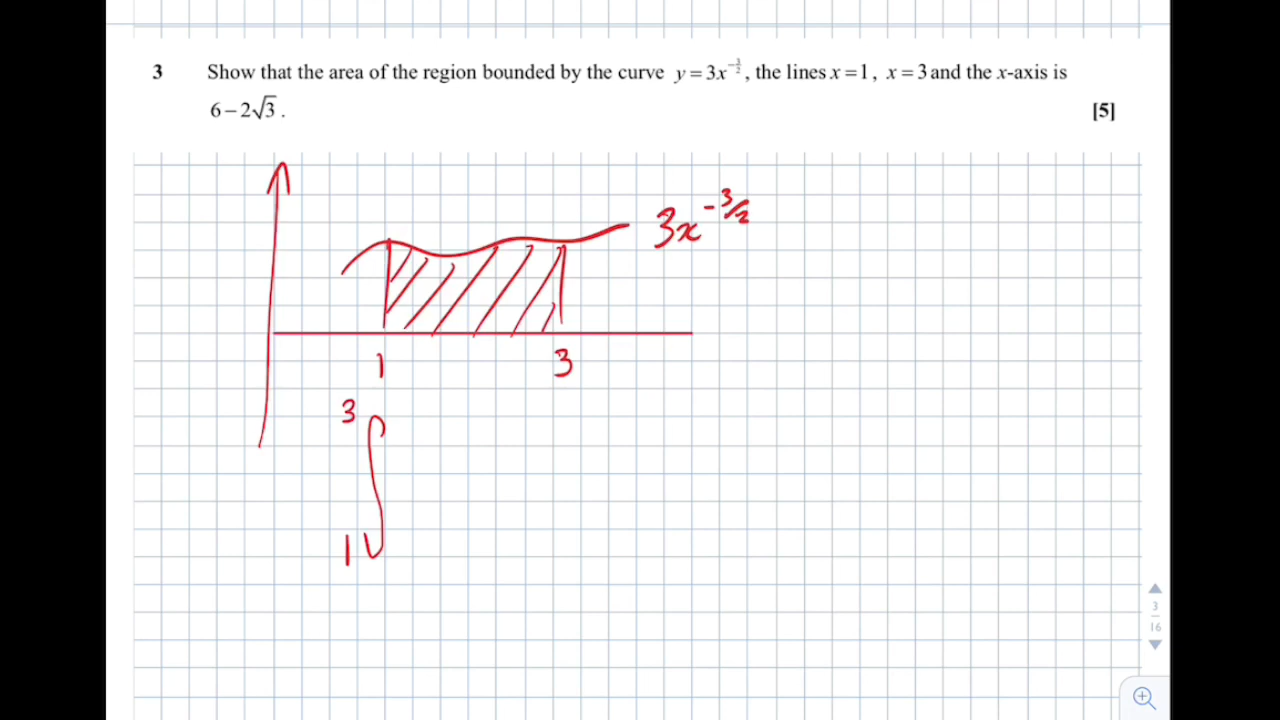 3 Show that the area of the region bounded by the curve y = 3x^{-3/2}, the lines x = 1, x = 3 and the x-axis is
6 − 2√3. [5]
3x^{-3/2}
1 3
3
∫
1
3
16